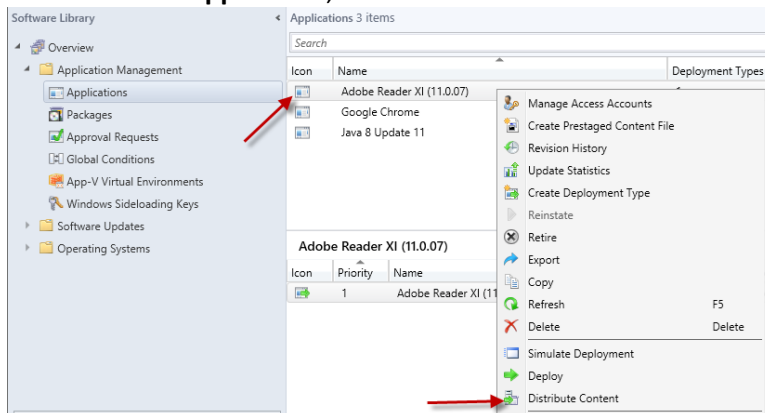 Software Library
Overview
Application Management
Applications
Packages
Approval Requests
Global Conditions
App-V Virtual Environments
Windows Sideloading Keys
Software Updates
Operating Systems
Applications 3 items
Search
Icon Name Deployment Types
Adobe Reader XI (11.0.07)
Google Chrome
Java 8 Update 11
Adobe Reader XI (11.0.07)
Icon Priority Name
1 Adobe Reader XI (11
Manage Access Accounts
Create Prestaged Content File
Revision History
Update Statistics
Create Deployment Type
Reinstate
Retire
Export
Copy
Refresh F5
Delete Delete
Simulate Deployment
Deploy
Distribute Content